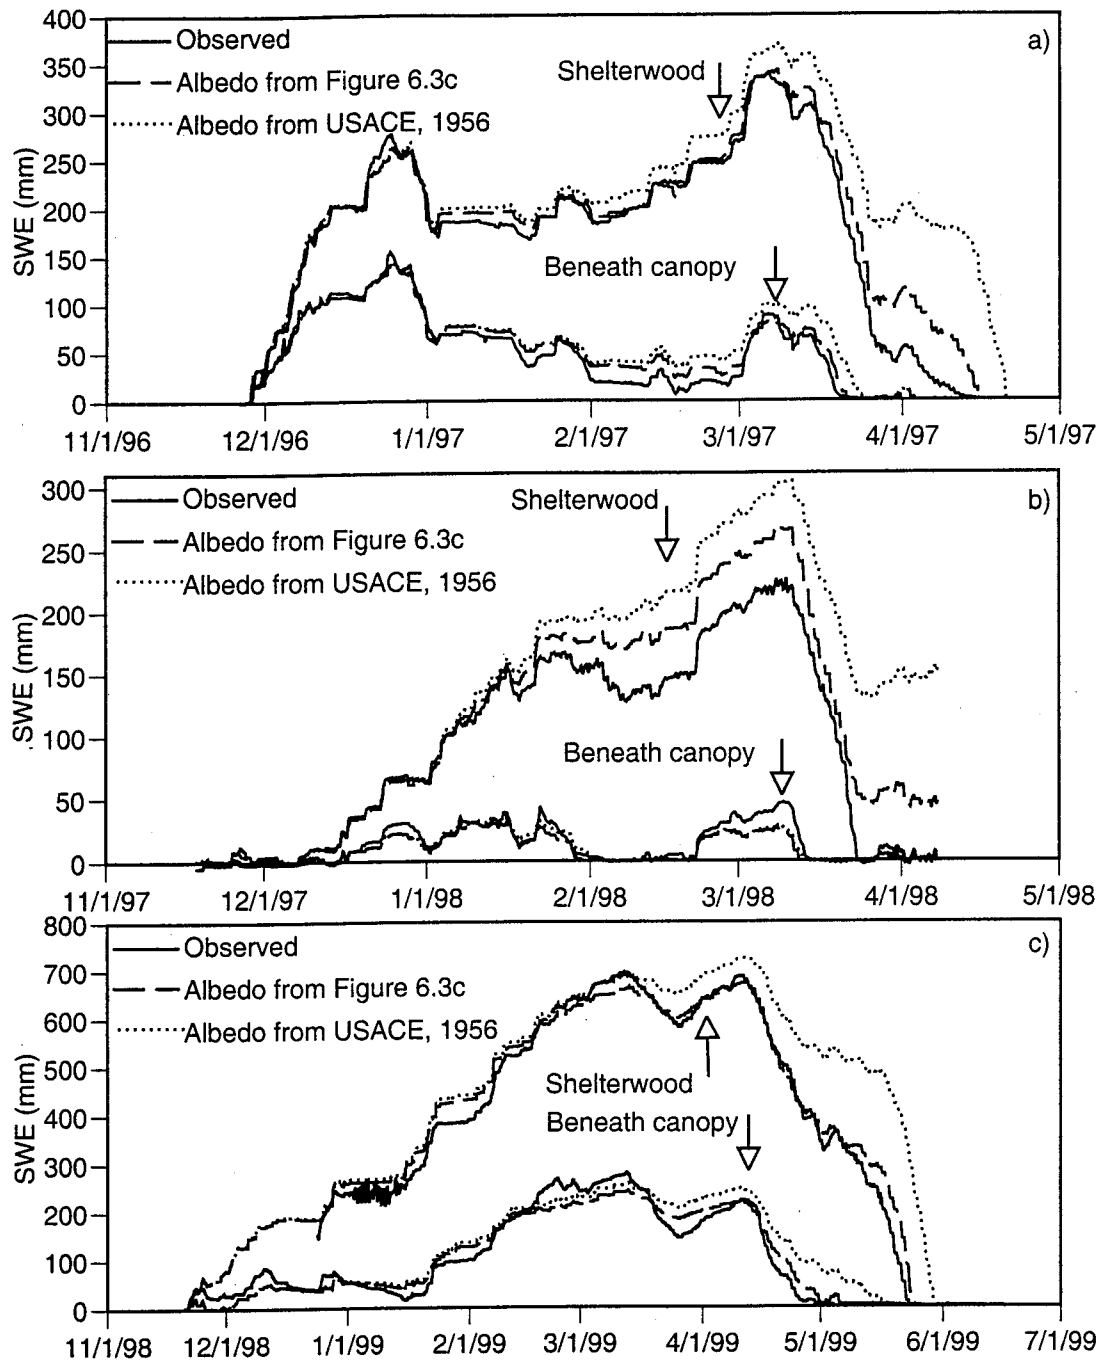 400
350
300
250
200
150
100
50
0
SWE (mm)
Observed
Albedo from Figure 6.3c
Albedo from USACE, 1956
a)
Shelterwood
Beneath canopy
11/1/96 12/1/96 1/1/97 2/1/97 3/1/97 4/1/97 5/1/97
300
250
200
150
100
50
0
SWE (mm)
Observed
Albedo from Figure 6.3c
Albedo from USACE, 1956
b)
Shelterwood
Beneath canopy
11/1/97 12/1/97 1/1/98 2/1/98 3/1/98 4/1/98 5/1/98
800
700
600
500
400
300
200
100
0
SWE (mm)
Observed
Albedo from Figure 6.3c
Albedo from USACE, 1956
c)
Shelterwood
Beneath canopy
11/1/98 12/1/98 1/1/99 2/1/99 3/1/99 4/1/99 5/1/99 6/1/99 7/1/99